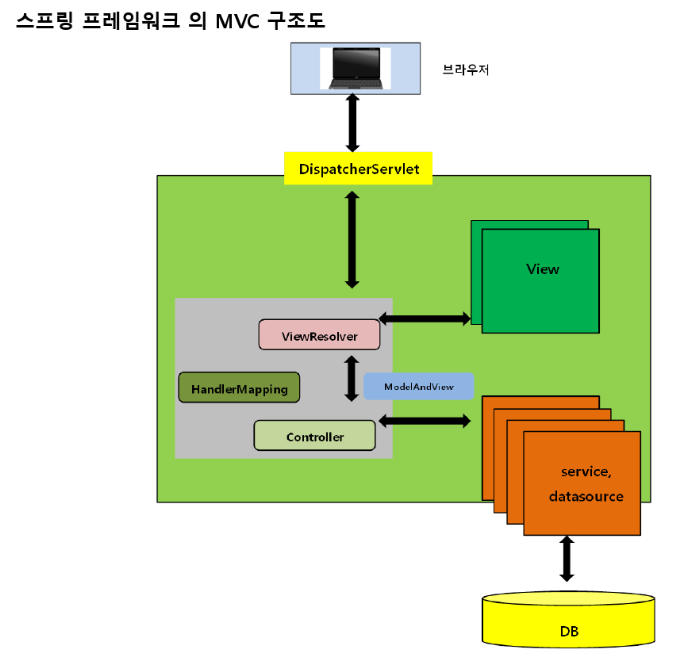 스프링 프레임워크 의 MVC 구조도
브라우저
DispatcherServlet
View
ViewResolver
HandlerMapping
ModelAndView
Controller
service,
datasource
DB